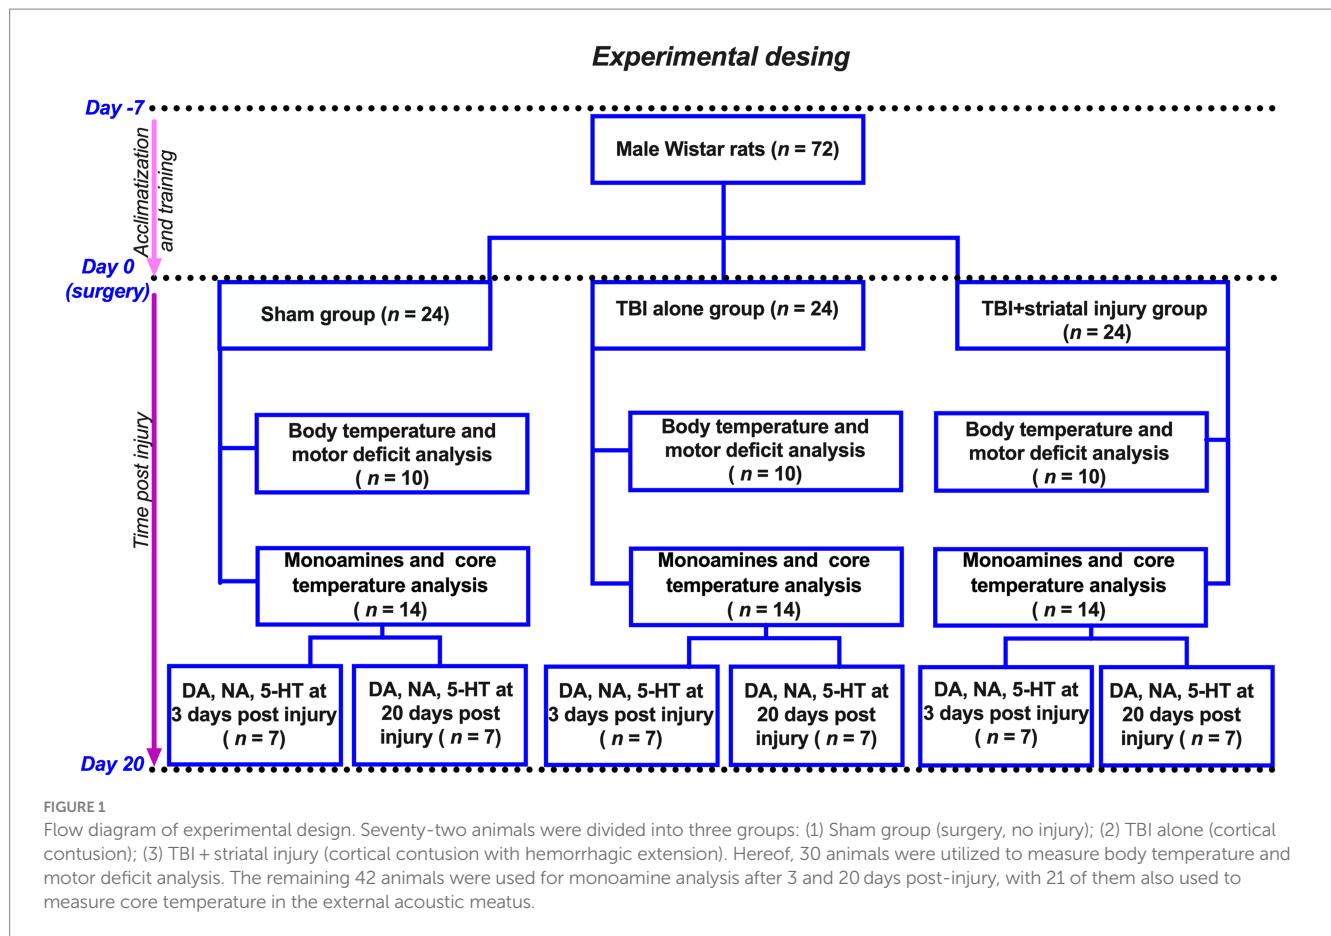 Experimental desing
Day -7
Acclimatization
and training
Male Wistar rats (n = 72)
Day 0
(surgery)
Sham group (n = 24)
TBI alone group (n = 24)
TBI+striatal injury group
(n = 24)
Time post injury
Body temperature and
motor deficit analysis
( n = 10)
Body temperature and
motor deficit analysis
( n = 10)
Body temperature and
motor deficit analysis
( n = 10)
Monoamines and core
temperature analysis
( n = 14)
Monoamines and core
temperature analysis
( n = 14)
Monoamines and core
temperature analysis
( n = 14)
DA, NA, 5-HT at
3 days post injury
( n = 7)
DA, NA, 5-HT at
20 days post
injury ( n = 7)
DA, NA, 5-HT at
3 days post injury
( n = 7)
DA, NA, 5-HT at
20 days post
injury ( n = 7)
DA, NA, 5-HT at
3 days post injury
( n = 7)
DA, NA, 5-HT at
20 days post
injury ( n = 7)
Day 20
FIGURE 1
Flow diagram of experimental design. Seventy-two animals were divided into three groups: (1) Sham group (surgery, no injury); (2) TBI alone (cortical
contusion); (3) TBI + striatal injury (cortical contusion with hemorrhagic extension). Hereof, 30 animals were utilized to measure body temperature and
motor deficit analysis. The remaining 42 animals were used for monoamine analysis after 3 and 20 days post-injury, with 21 of them also used to
measure core temperature in the external acoustic meatus.